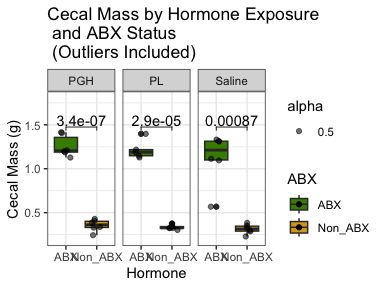 Cecal Mass by Hormone Exposure
and ABX Status
(Outliers Included)
PGH PL Saline
3.4e-07 2.9e-05 0.00087
1.5
1.0
0.5
Cecal Mass (g)
ABX Non_ABX ABX Non_ABX ABX Non_ABX
Hormone
alpha
0.5
ABX
ABX
Non_ABX